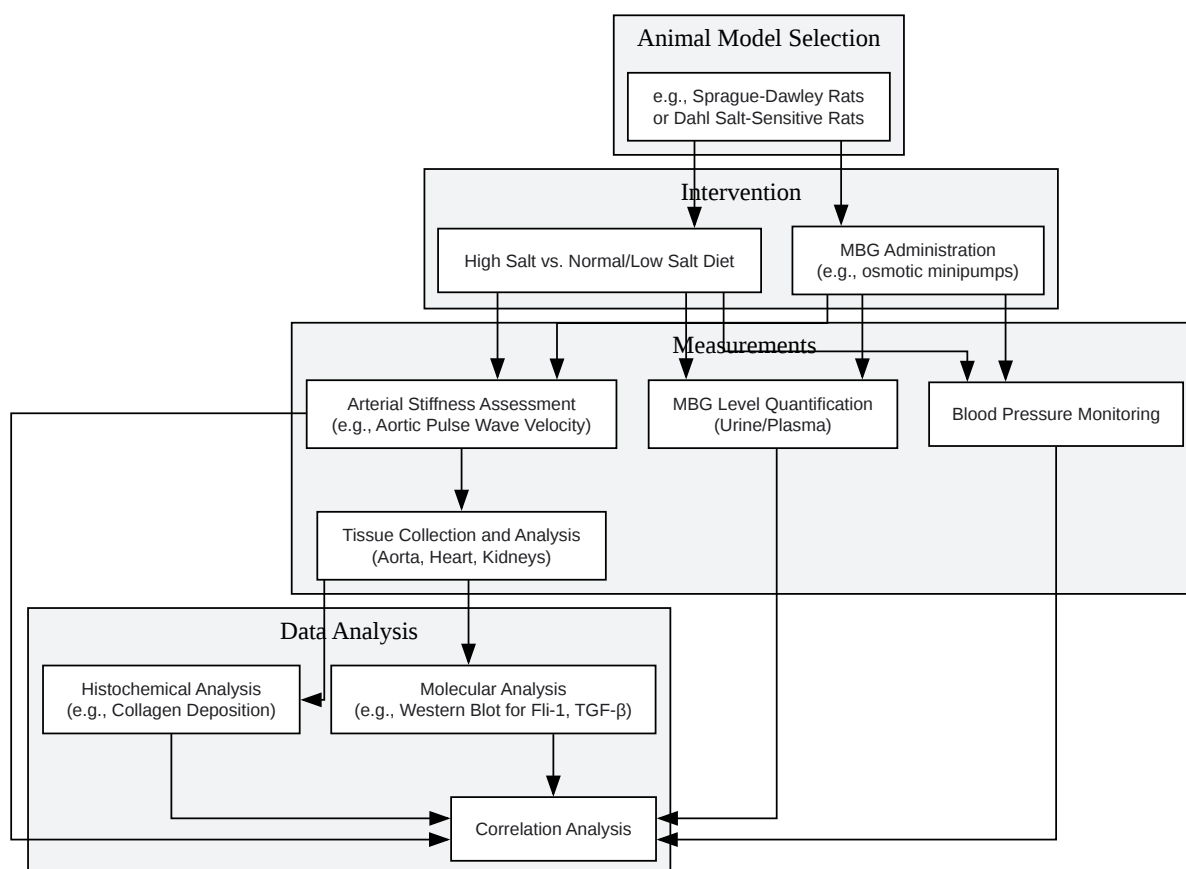 Animal Model Selection
e.g., Sprague-Dawley Rats
or Dahl Salt-Sensitive Rats
Intervention
High Salt vs. Normal/Low Salt Diet
MBG Administration
(e.g., osmotic minipumps)
Measurements
Arterial Stiffness Assessment
(e.g., Aortic Pulse Wave Velocity)
MBG Level Quantification
(Urine/Plasma)
Blood Pressure Monitoring
Tissue Collection and Analysis
(Aorta, Heart, Kidneys)
Data Analysis
Histochemical Analysis
(e.g., Collagen Deposition)
Molecular Analysis
(e.g., Western Blot for Fli-1, TGF-β)
Correlation Analysis